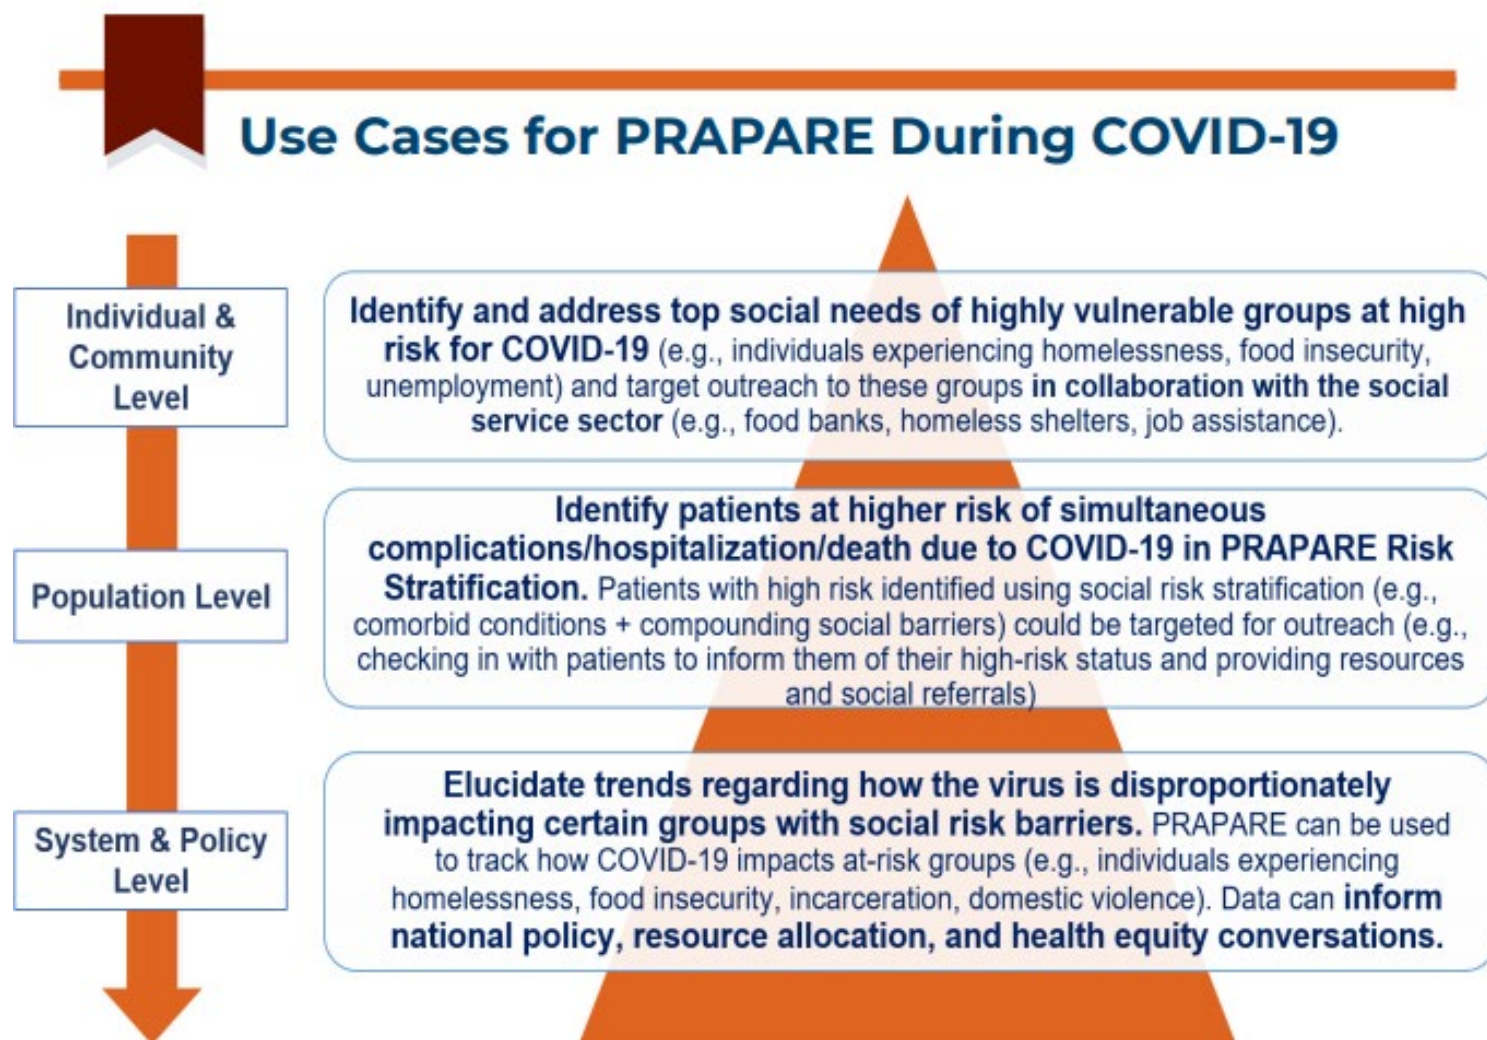 Use Cases for PRAPARE During COVID-19
Individual &
Community
Level
Identify and address top social needs of highly vulnerable groups at high
risk for COVID-19 (e.g., individuals experiencing homelessness, food insecurity,
unemployment) and target outreach to these groups in collaboration with the social
service sector (e.g., food banks, homeless shelters, job assistance).
Population Level
Identify patients at higher risk of simultaneous
complications/hospitalization/death due to COVID-19 in PRAPARE Risk
Stratification. Patients with high risk identified using social risk stratification (e.g.,
comorbid conditions + compounding social barriers) could be targeted for outreach (e.g.,
checking in with patients to inform them of their high-risk status and providing resources
and social referrals)
System & Policy
Level
Elucidate trends regarding how the virus is disproportionately
impacting certain groups with social risk barriers. PRAPARE can be used
to track how COVID-19 impacts at-risk groups (e.g., individuals experiencing
homelessness, food insecurity, incarceration, domestic violence). Data can inform
national policy, resource allocation, and health equity conversations.